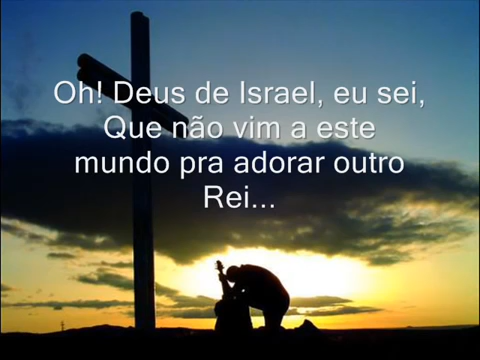 Oh! Deus de Israel, eu sei,
Que não vim a este
mundo pra adorar outro
Rei...